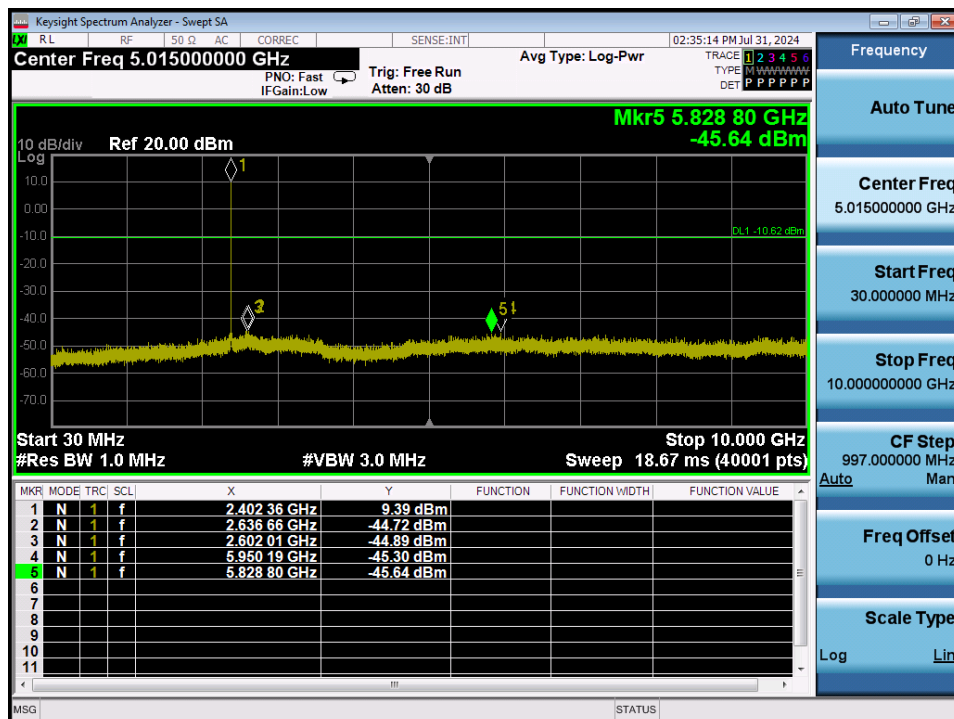 Keysight Spectrum Analyzer - Swept SA
LXI RL RF 50 Ω AC CORREC SENSE:INT 02:35:14 PM Jul 31, 2024
Center Freq 5.015000000 GHz
PNO: Fast
IFGain:Low
Trig: Free Run
Atten: 30 dB
Avg Type: Log-Pwr
TRACE 1 2 3 4 5 6
TYPE M W W W W W
DET P P P P P P
Mkr5 5.828 80 GHz
-45.64 dBm
10 dB/div Ref 20.00 dBm
Log
10.0
0.00
-10.0
-20.0
-30.0
-40.0
-50.0
-60.0
-70.0
1
DL1 -10.62 dBm
5
Start 30 MHz Stop 10.000 GHz
#Res BW 1.0 MHz #VBW 3.0 MHz Sweep 18.67 ms (40001 pts)
MKR MODE TRC SCL X Y FUNCTION FUNCTION WIDTH FUNCTION VALUE
1 N 1 f 2.402 36 GHz 9.39 dBm
2 N 1 f 2.636 66 GHz -44.72 dBm
3 N 1 f 2.602 01 GHz -44.89 dBm
4 N 1 f 5.950 19 GHz -45.30 dBm
5 N 1 f 5.828 80 GHz -45.64 dBm
6
7
8
9
10
11
MSG STATUS
Frequency
Auto Tune
Center Freq
5.015000000 GHz
Start Freq
30.000000 MHz
Stop Freq
10.000000000 GHz
CF Step
997.000000 MHz
Auto Man
Freq Offset
0 Hz
Scale Type
Log Lin